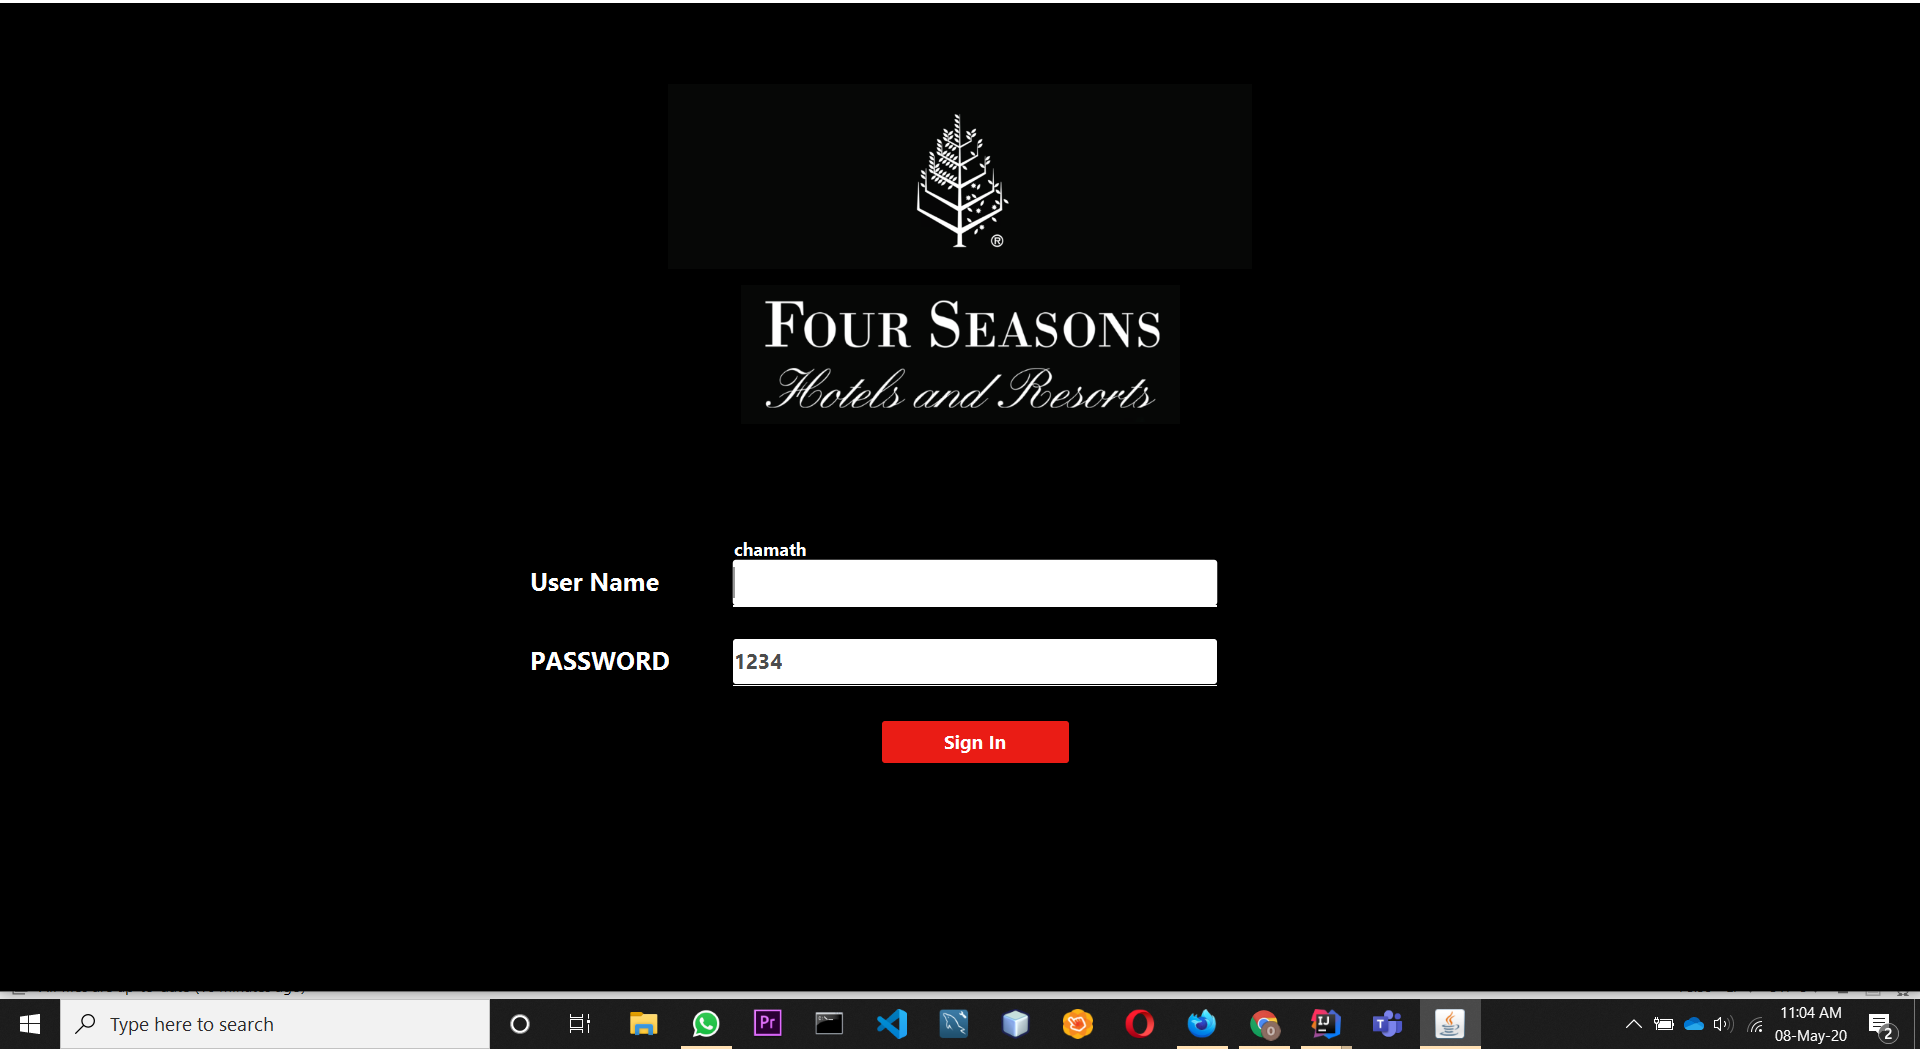 ®
FOUR SEASONS
Hotels and Resorts
chamath
User Name
PASSWORD
1234
Sign In
Type here to search
Pr
IJ
T
11:04 AM
08-May-20
2